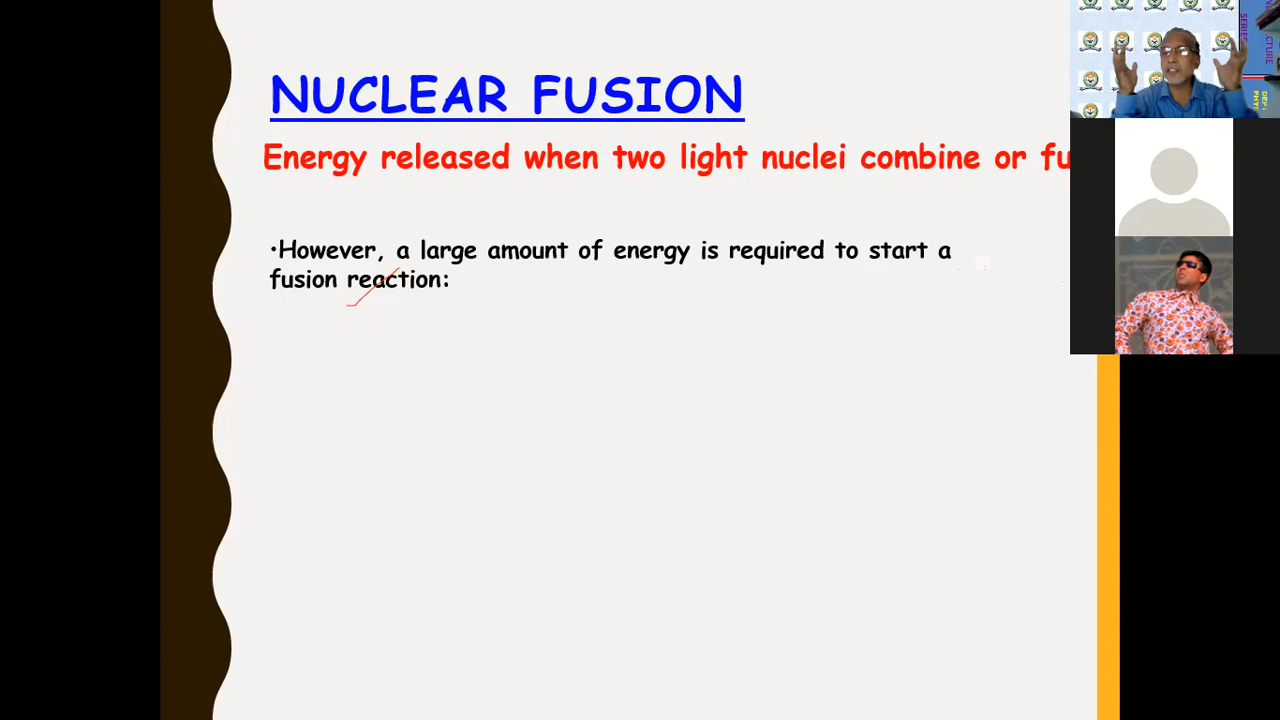 NUCLEAR FUSION
Energy released when two light nuclei combine or fu
•However, a large amount of energy is required to start a
fusion reaction: